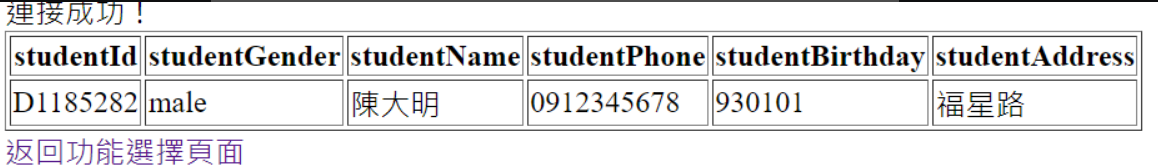 連接成功！
studentId studentGender studentName studentPhone studentBirthday studentAddress
D1185282 male 陳大明 0912345678 930101 福星路
返回功能選擇頁面